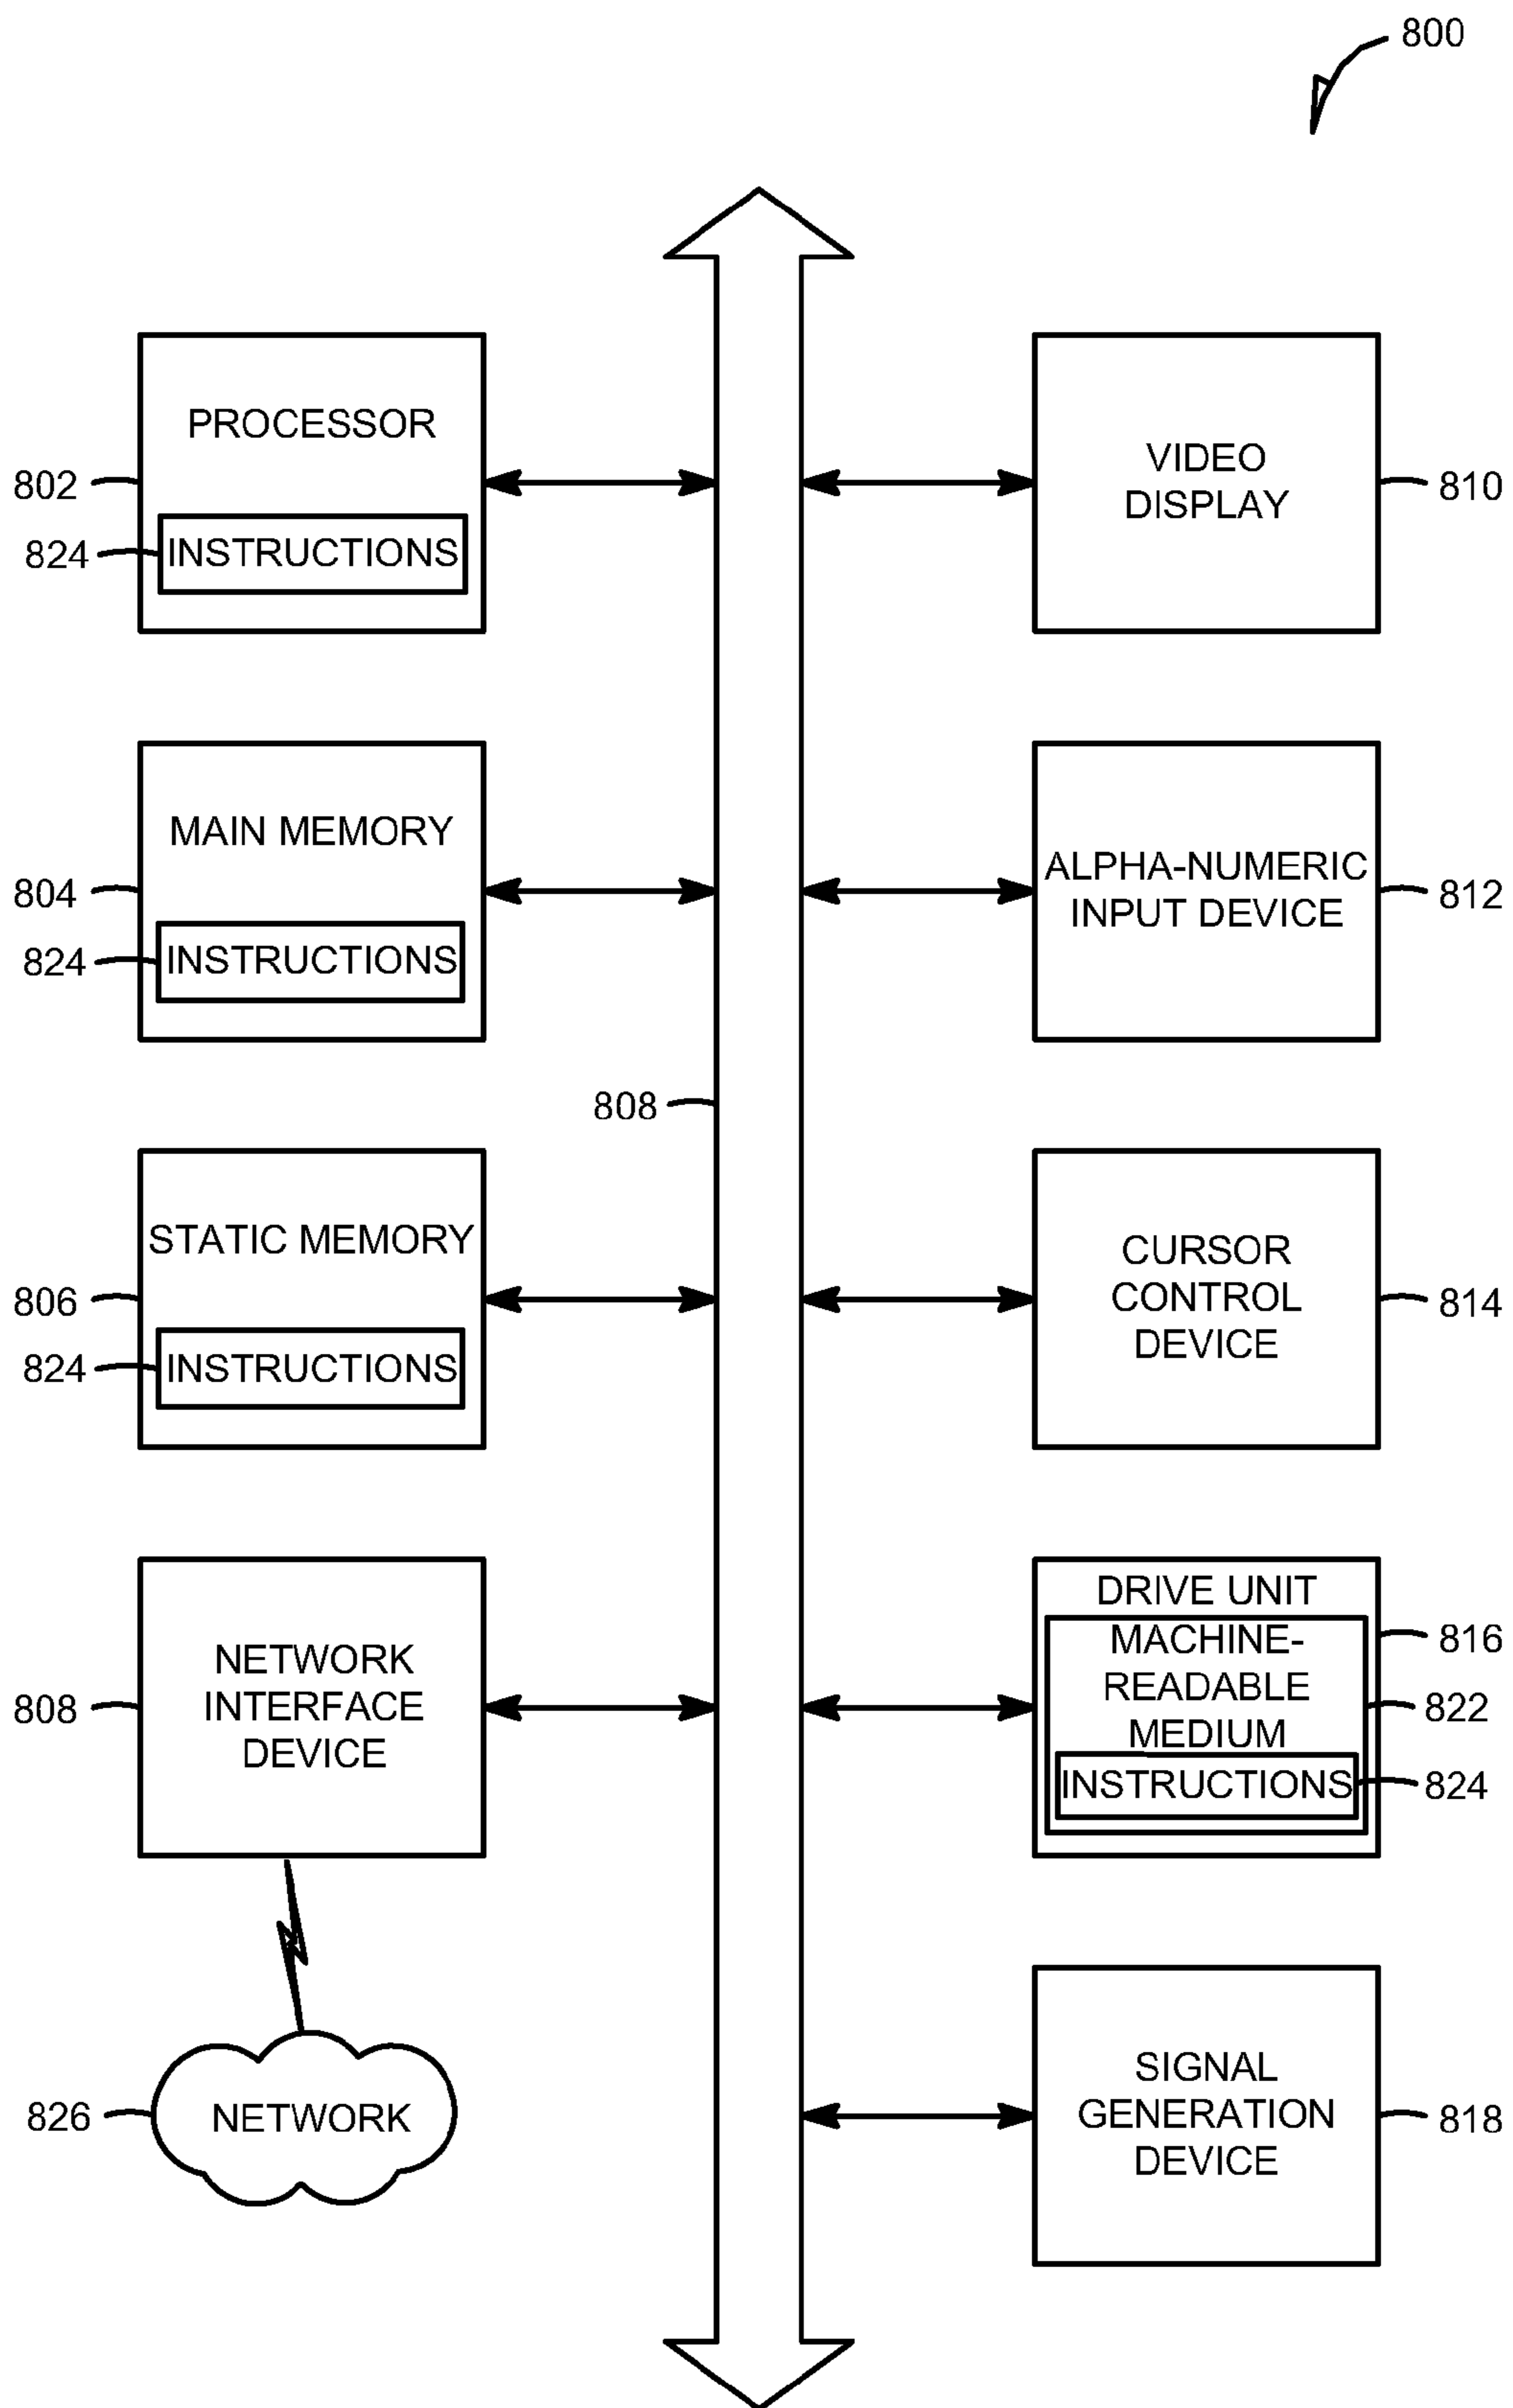 800
PROCESSOR
802
824
INSTRUCTIONS
VIDEO
DISPLAY
810
MAIN MEMORY
804
824
INSTRUCTIONS
ALPHA-NUMERIC
INPUT DEVICE
812
808
STATIC MEMORY
806
824
INSTRUCTIONS
CURSOR
CONTROL
DEVICE
814
NETWORK
INTERFACE
DEVICE
808
DRIVE UNIT
816
MACHINE-
READABLE
MEDIUM
822
INSTRUCTIONS
824
826
NETWORK
SIGNAL
GENERATION
DEVICE
818